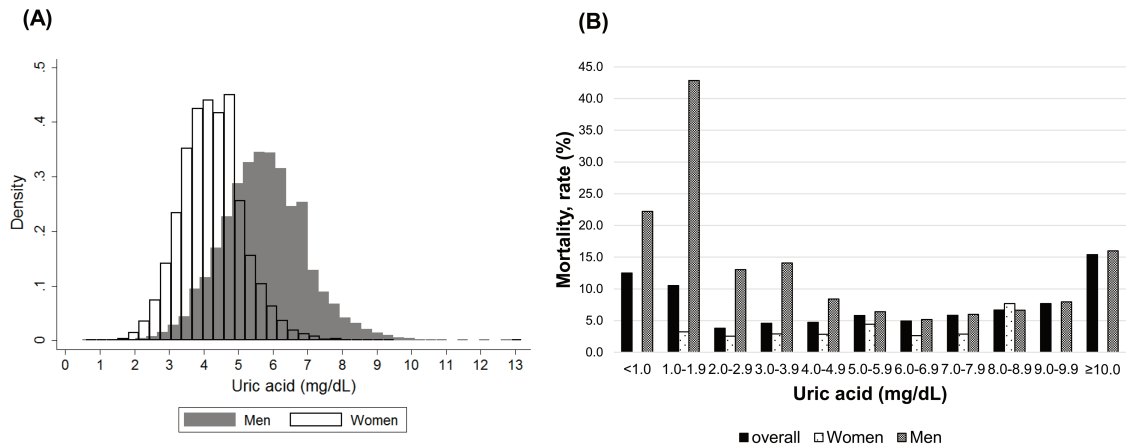 (A)
Density
.5
.4
.3
.2
.1
0
0 1 2 3 4 5 6 7 8 9 10 11 12 13
Uric acid (mg/dL)
Men Women
(B)
Mortality, rate (%)
45.0
40.0
35.0
30.0
25.0
20.0
15.0
10.0
5.0
0.0
<1.0 1.0-1.9 2.0-2.9 3.0-3.9 4.0-4.9 5.0-5.9 6.0-6.9 7.0-7.9 8.0-8.9 9.0-9.9 ≥10.0
Uric acid (mg/dL)
overall Women Men